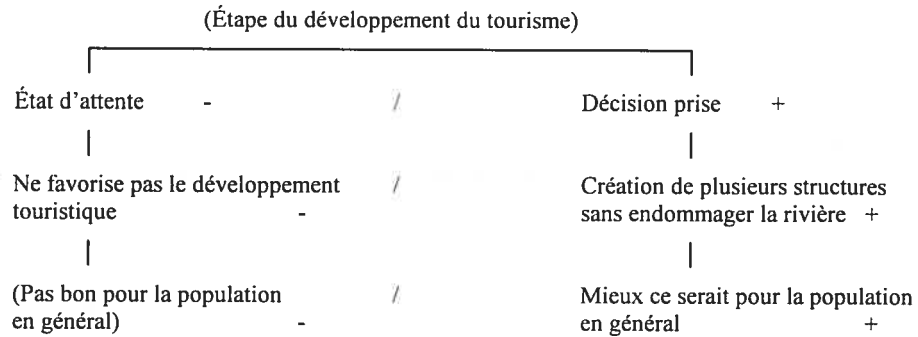 (Étape du développement du tourisme)
État d'attente - / Décision prise +
Ne favorise pas le développement / Création de plusieurs structures
touristique - sans endommager la rivière +
(Pas bon pour la population / Mieux ce serait pour la population
en général) - en général +